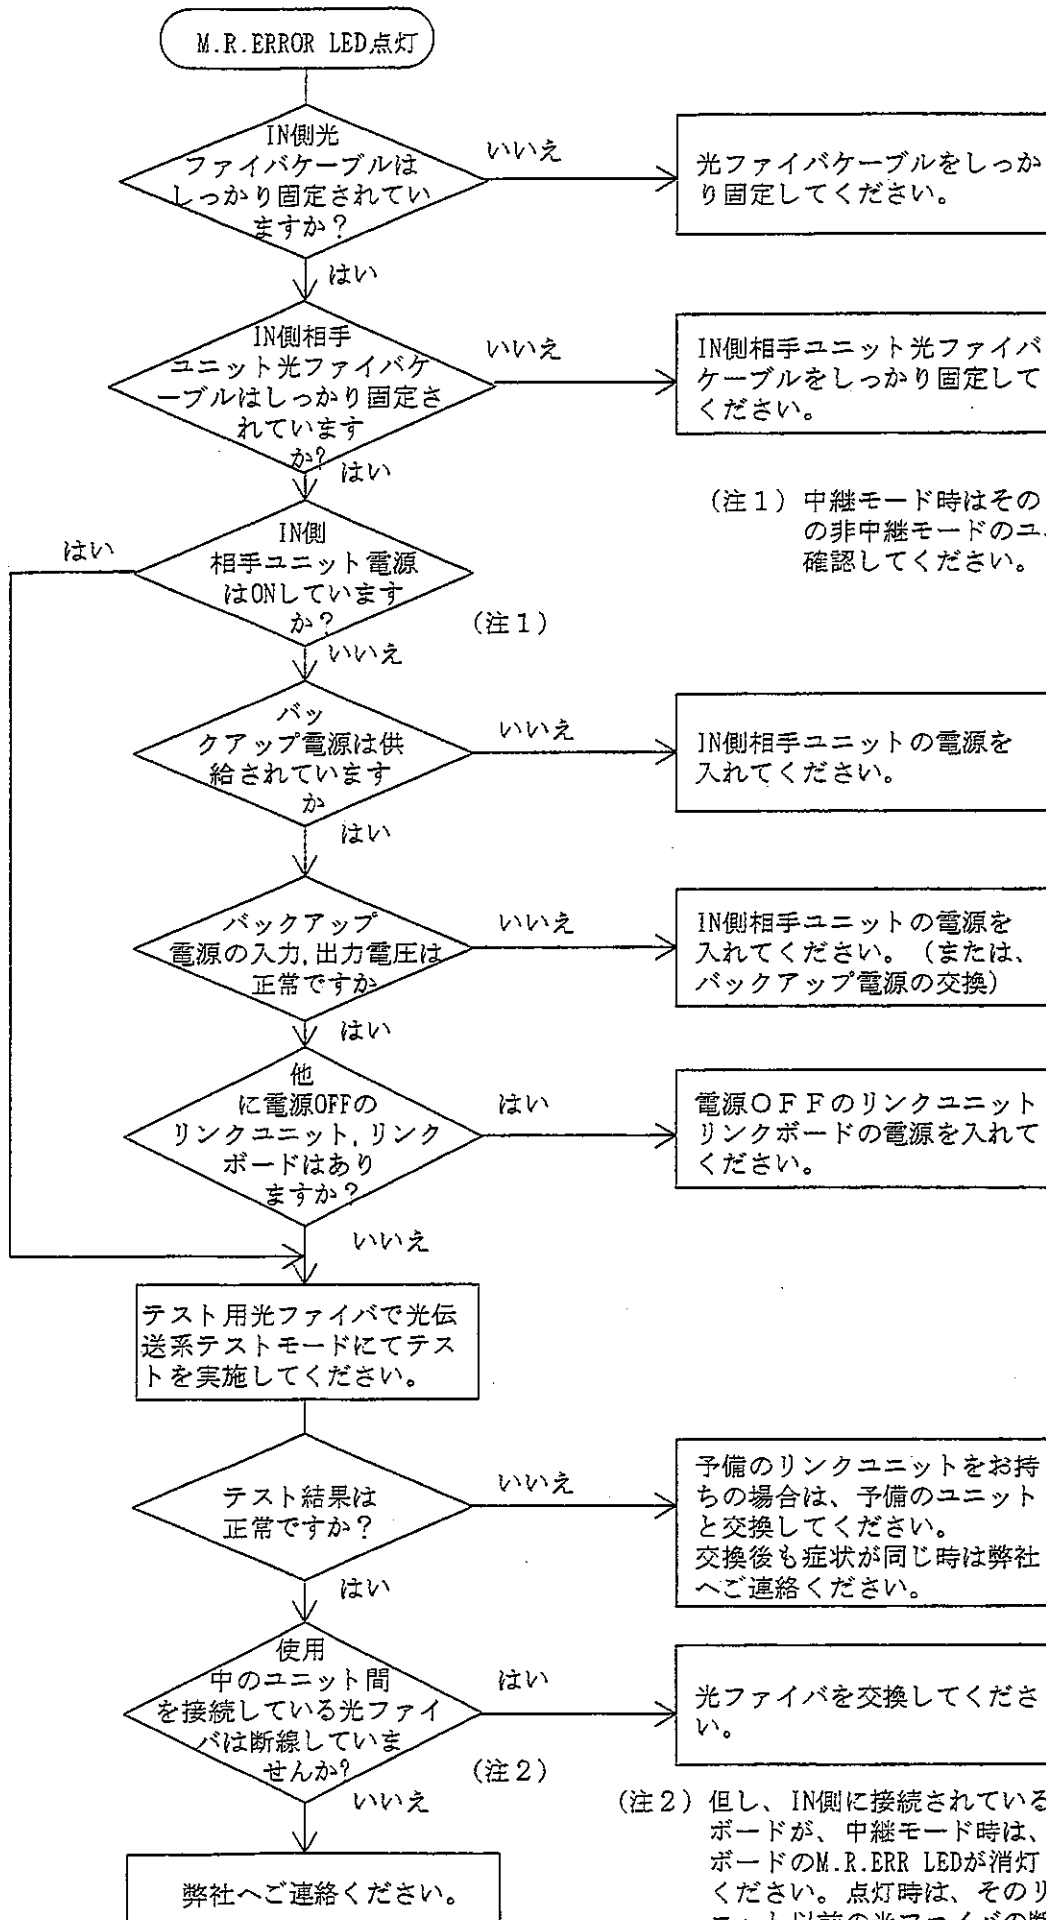 M.R.ERROR LED点灯
IN側光
ファイバケーブルは
しっかり固定されてい
ますか？
いいえ
光ファイバケーブルをしっか
り固定してください。
はい
IN側相手
ユニット光ファイバケ
ーブルはしっかり固定さ
れています
か?
いいえ
IN側相手ユニット光ファイバ
ケーブルをしっかり固定して
ください。
はい
(注１) 中継モード時はその
の非中継モードのユ
確認してください。
IN側
相手ユニット電源
はONしています
か？
はい
(注１)
いいえ
バッ
クアップ電源は供
給されています
か
いいえ
IN側相手ユニットの電源を
入れてください。
はい
バックアップ
電源の入力,出力電圧は
正常ですか
いいえ
IN側相手ユニットの電源を
入れてください。（または、
バックアップ電源の交換）
はい
他
に電源OFFの
リンクユニット,リンク
ボードはあり
ますか？
はい
電源ＯＦＦのリンクユニット
リンクボードの電源を入れて
ください。
いいえ
テスト用光ファイバで光伝
送系テストモードにてテス
トを実施してください。
テスト結果は
正常ですか？
いいえ
予備のリンクユニットをお持
ちの場合は、予備のユニット
と交換してください。
交換後も症状が同じ時は弊社
へご連絡ください。
はい
使用
中のユニット間
を接続している光ファイ
バは断線していま
せんか?
はい
光ファイバを交換してくださ
い。
(注２)
いいえ
(注２) 但し、IN側に接続されている
ボードが、中継モード時は、
ボードのM.R.ERR LEDが消灯
ください。点灯時は、そのリ
ニット以前の光ファイバの断
弊社へご連絡ください。